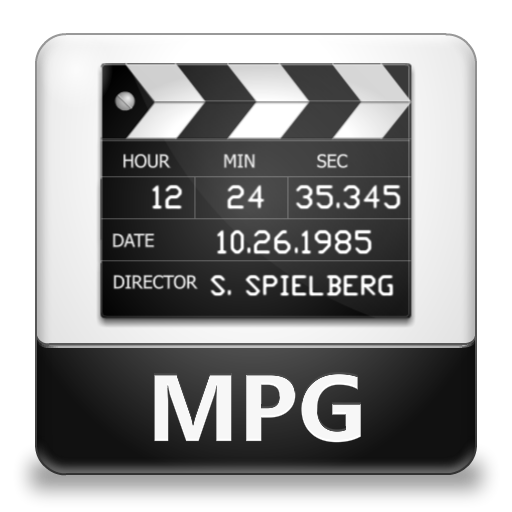 HOUR MIN SEC
12 24 35.345
DATE 10.26.1985
DIRECTOR S. SPIELBERG
MPG